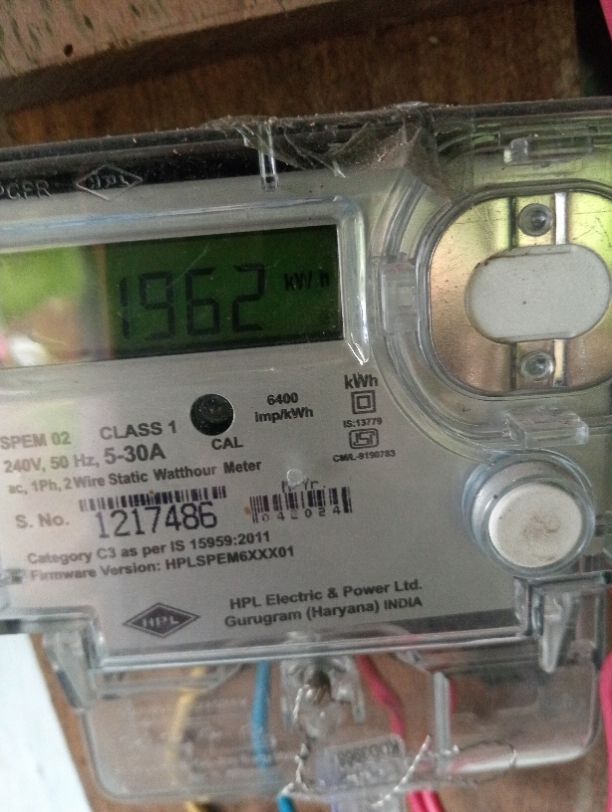 HPL
1962 kWh
kWh
6400
imp/kWh
IS:13779
CM/L-9190783
SPEM 02 CLASS 1
CAL
240V, 50 Hz, 5-30A
ac, 1Ph, 2 Wire Static Watthour Meter
S. No. 1217486
042024
Category C3 as per IS 15959:2011
Firmware Version: HPLSPEM6XXX01
HPL Electric & Power Ltd.
Gurugram (Haryana) INDIA
HPL